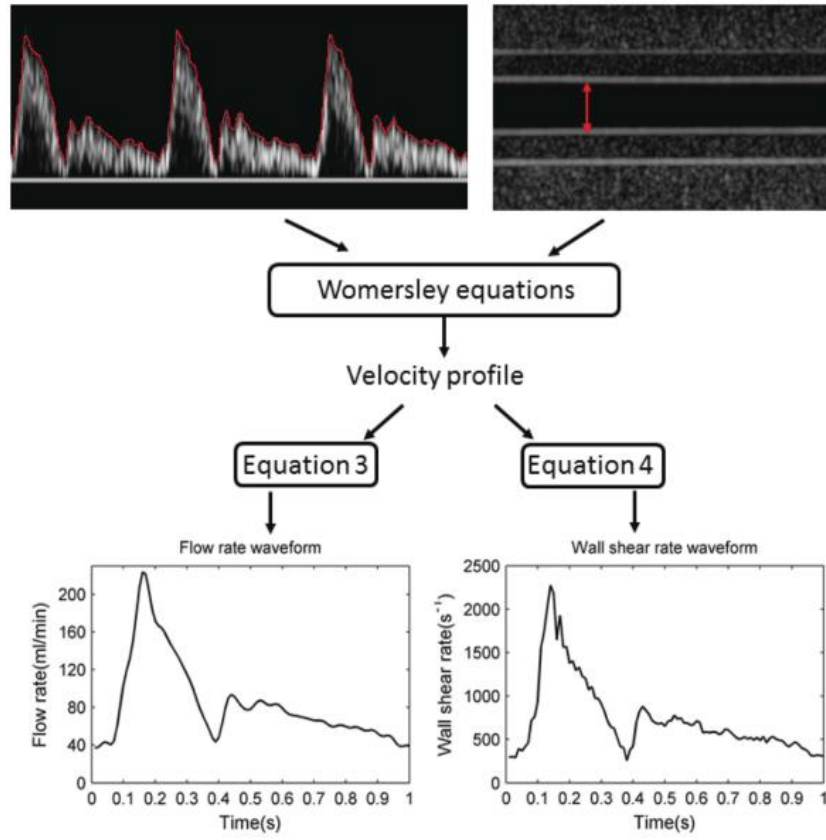 Womersley equations
Velocity profile
Equation 3
Equation 4
Flow rate waveform
Flow rate(ml/min)
200
160
120
80
40
0
0 0.1 0.2 0.3 0.4 0.5 0.6 0.7 0.8 0.9 1
Time(s)
Wall shear rate waveform
Wall shear rate(s⁻¹)
2500
2000
1500
1000
500
0
0 0.1 0.2 0.3 0.4 0.5 0.6 0.7 0.8 0.9 1
Time(s)